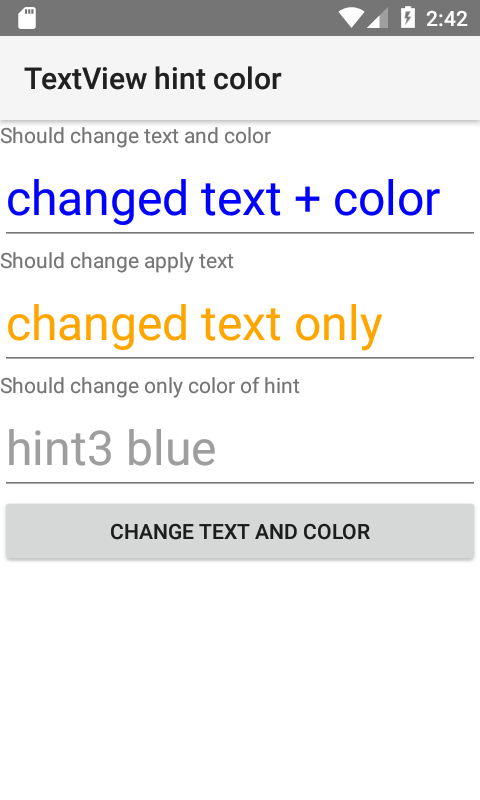 2:42
TextView hint color
Should change text and color
changed text + color
Should change apply text
changed text only
Should change only color of hint
hint3 blue
CHANGE TEXT AND COLOR